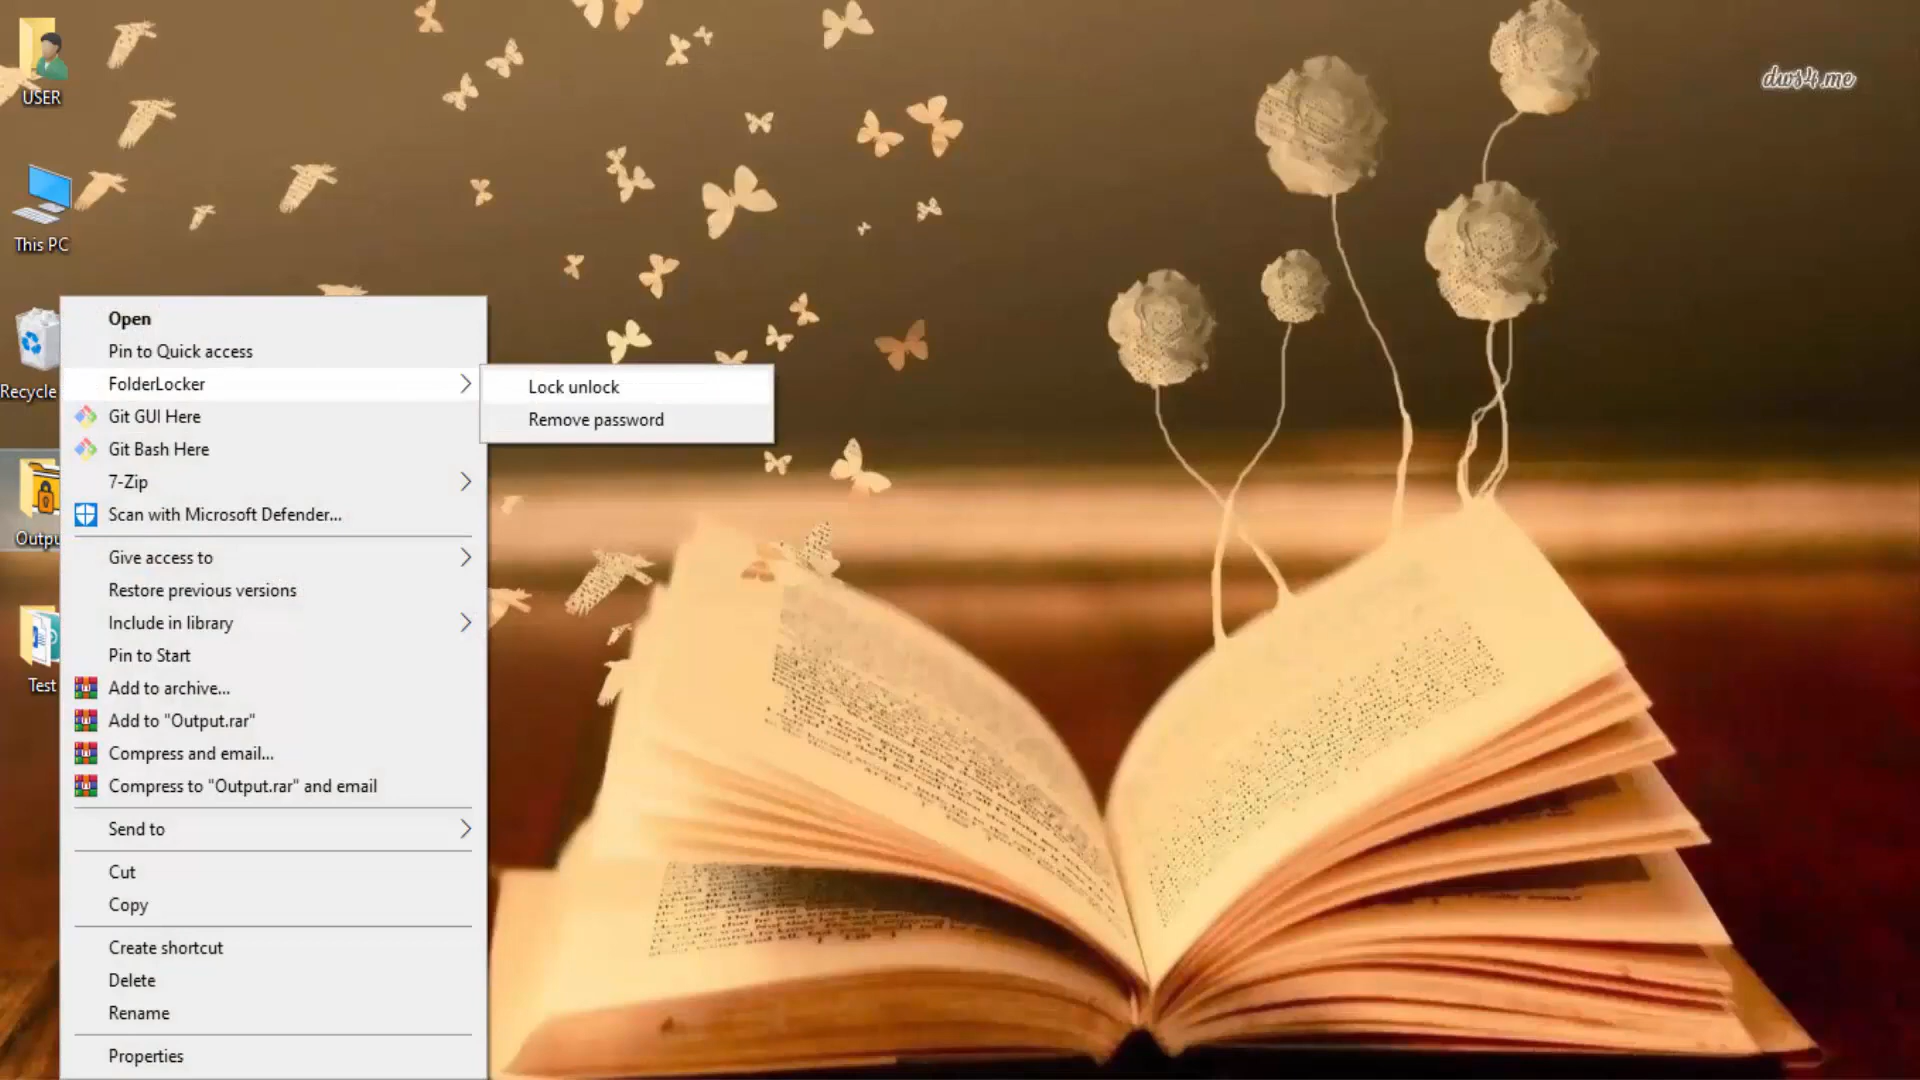 USER
dws4.me
This PC
Recycle
Outpu
Test
Open
Pin to Quick access
FolderLocker
Git GUI Here
Git Bash Here
7-Zip
Scan with Microsoft Defender...
Give access to
Restore previous versions
Include in library
Pin to Start
Add to archive...
Add to "Output.rar"
Compress and email...
Compress to "Output.rar" and email
Send to
Cut
Copy
Create shortcut
Delete
Rename
Properties
Lock unlock
Remove password